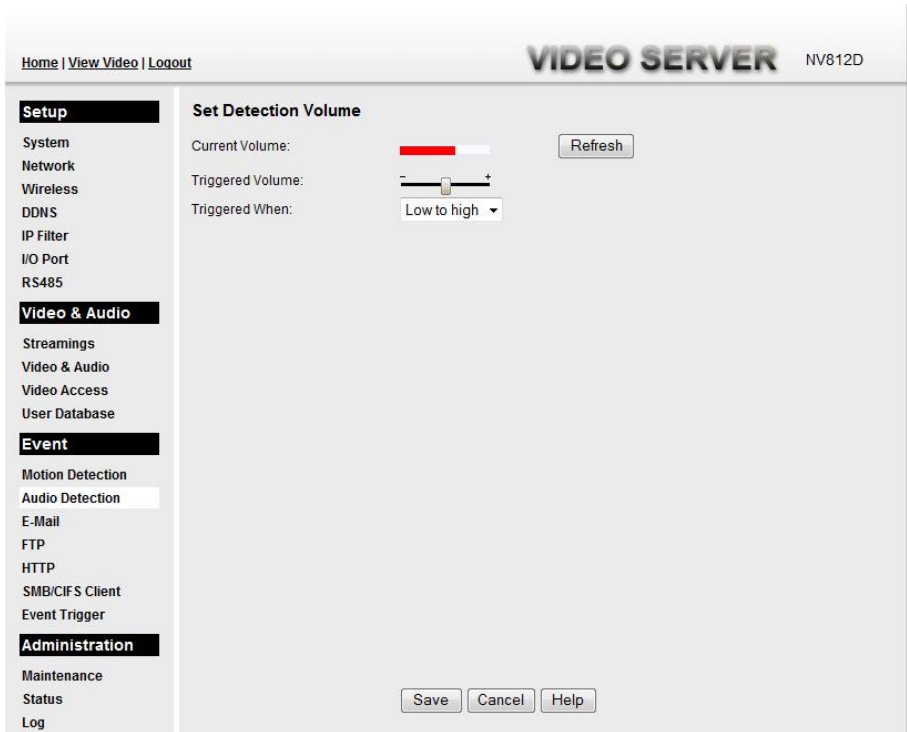 Home | View Video | Logout
VIDEO SERVER NV812D
Setup
System
Network
Wireless
DDNS
IP Filter
I/O Port
RS485
Video & Audio
Streamings
Video & Audio
Video Access
User Database
Event
Motion Detection
Audio Detection
E-Mail
FTP
HTTP
SMB/CIFS Client
Event Trigger
Administration
Maintenance
Status
Log
Set Detection Volume
Current Volume: Refresh
Triggered Volume: - +
Triggered When: Low to high
Save Cancel Help